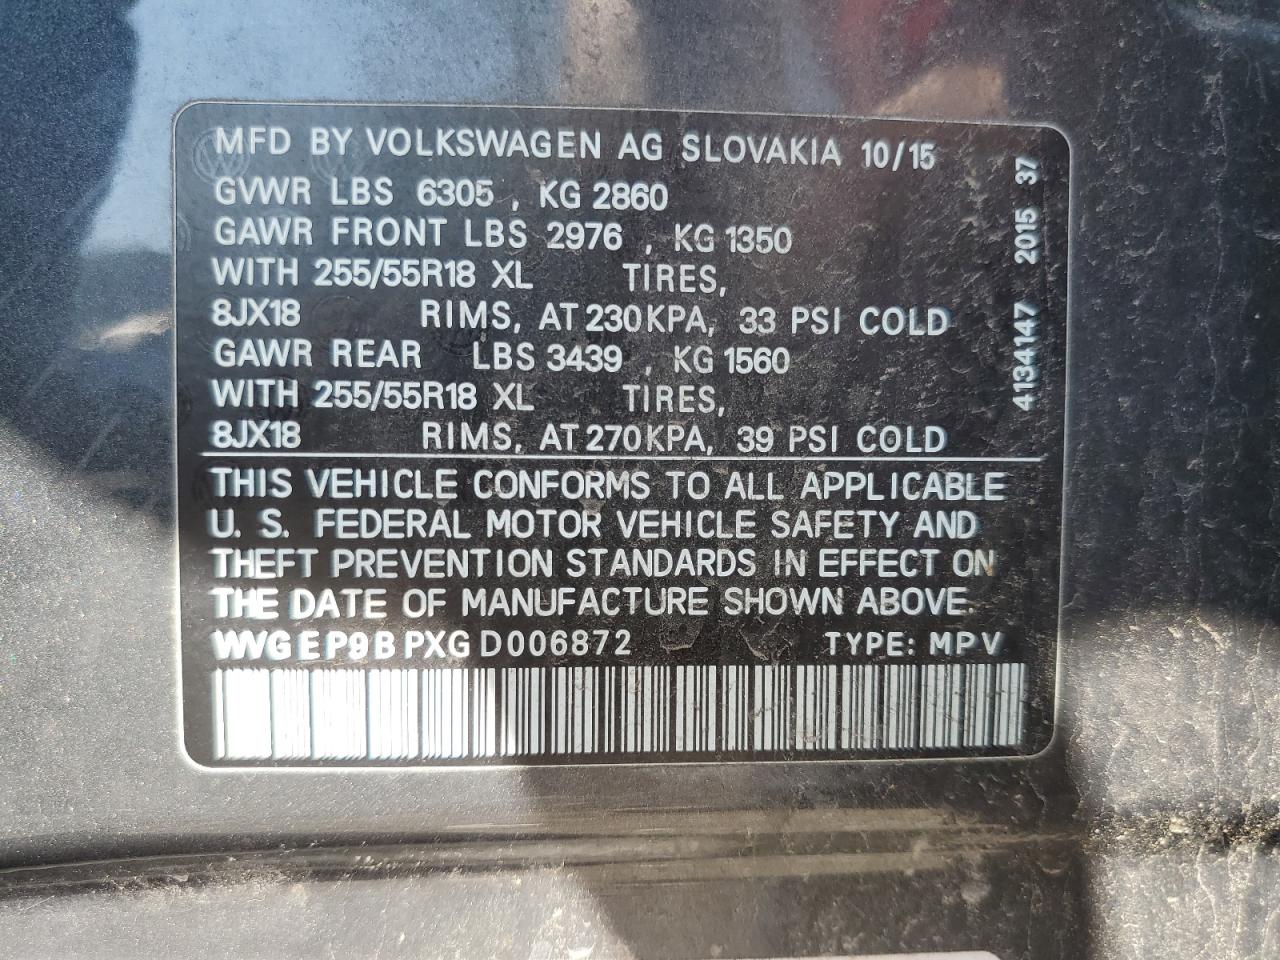 MFD BY VOLKSWAGEN AG SLOVAKIA 10/15
GVWR LBS 6305 , KG 2860
GAWR FRONT LBS 2976 , KG 1350
WITH 255/55R18 XL TIRES,
8JX18 RIMS, AT 230KPA, 33 PSI COLD
GAWR REAR LBS 3439 , KG 1560
WITH 255/55R18 XL TIRES,
8JX18 RIMS, AT 270KPA, 39 PSI COLD
THIS VEHICLE CONFORMS TO ALL APPLICABLE
U. S. FEDERAL MOTOR VEHICLE SAFETY AND
THEFT PREVENTION STANDARDS IN EFFECT ON
THE DATE OF MANUFACTURE SHOWN ABOVE.
WVGEP9BPXGD006872 TYPE: MPV
4134147 2015 37